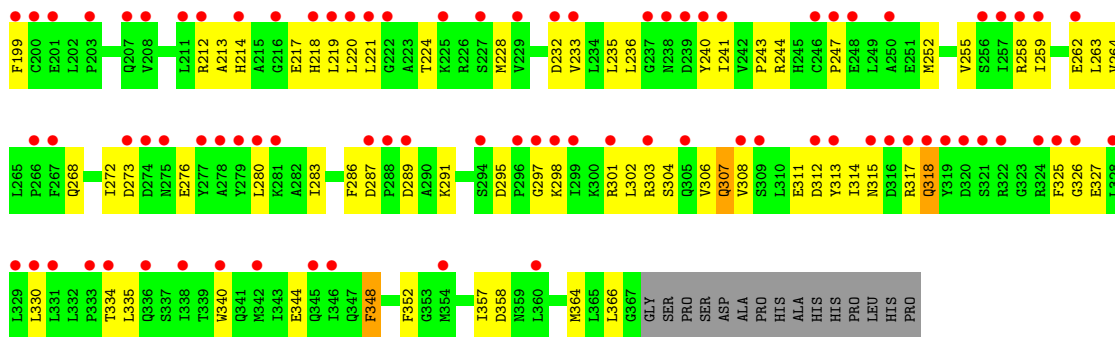 F199 C200 E201 L202 P203 Q207 V208 L211 R212 A213 H214 A215 G216 E217 H218 L219 L220 L221 G222 A223 T224 K225 R226 S227 M228 V229 D232 V233 L234 L235 L236 G237 N238 D239 Y240 I241 V242 P243 R244 H245 C246 P247 E248 L249 A250 E251 M252 V255 S256 I257 R258 I259 E262 L263 V264
L265 P266 F267 Q268 I272 D273 D274 N275 E276 Y277 A278 Y279 L280 K281 A282 I283 F286 D287 P288 D289 A290 K291 S294 D295 P296 G297 K298 I299 K300 R301 L302 R303 S304 Q305 V306 Q307 Y308 S309 L310 E311 D312 Y313 I314 N315 D316 R317 Q318 Y319 D320 S321 R322 G323 R324 F325 G326 E327 L328
L329 L330 L331 L332 P333 T334 L335 Q336 S337 I338 T339 W340 Q341 M342 I343 E344 Q345 I346 Q347 F348 F352 G353 M354 I357 D358 N359 L360 M364 L365 L366 G367 GLY SER PRO SER ASP ALA PRO HIS ALA HIS HIS PRO LEU HIS PRO